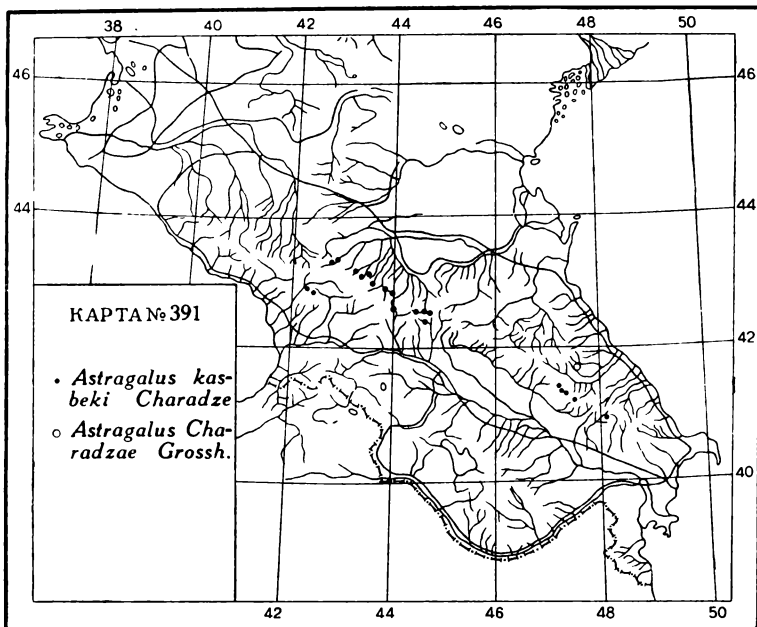 38 40 42 44 46 48 50
46 46
44 44
КАРТА № 391
42
• Astragalus kas-
beki Charadze
○ Astragalus Cha-
radzae Grossh.
40
42 44 46 48 50